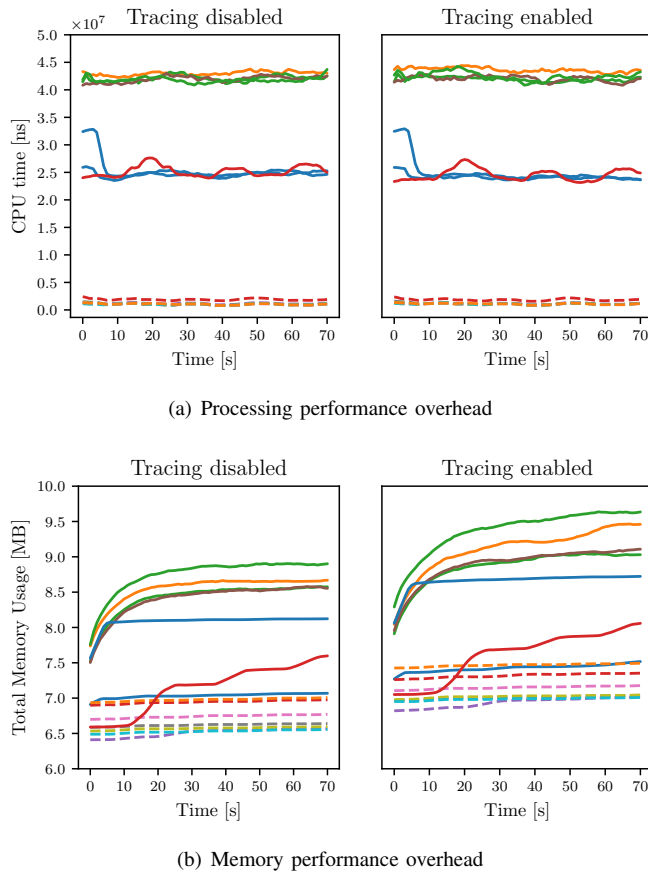 Tracing disabled
Tracing enabled
×10⁷
5.0
4.5
4.0
3.5
3.0
2.5
2.0
1.5
1.0
0.5
0.0
CPU time [ns]
0 10 20 30 40 50 60 70
0 10 20 30 40 50 60 70
Time [s]
Time [s]
(a) Processing performance overhead
Tracing disabled
Tracing enabled
10.0
9.5
9.0
8.5
8.0
7.5
7.0
6.5
6.0
Total Memory Usage [MB]
0 10 20 30 40 50 60 70
0 10 20 30 40 50 60 70
Time [s]
Time [s]
(b) Memory performance overhead